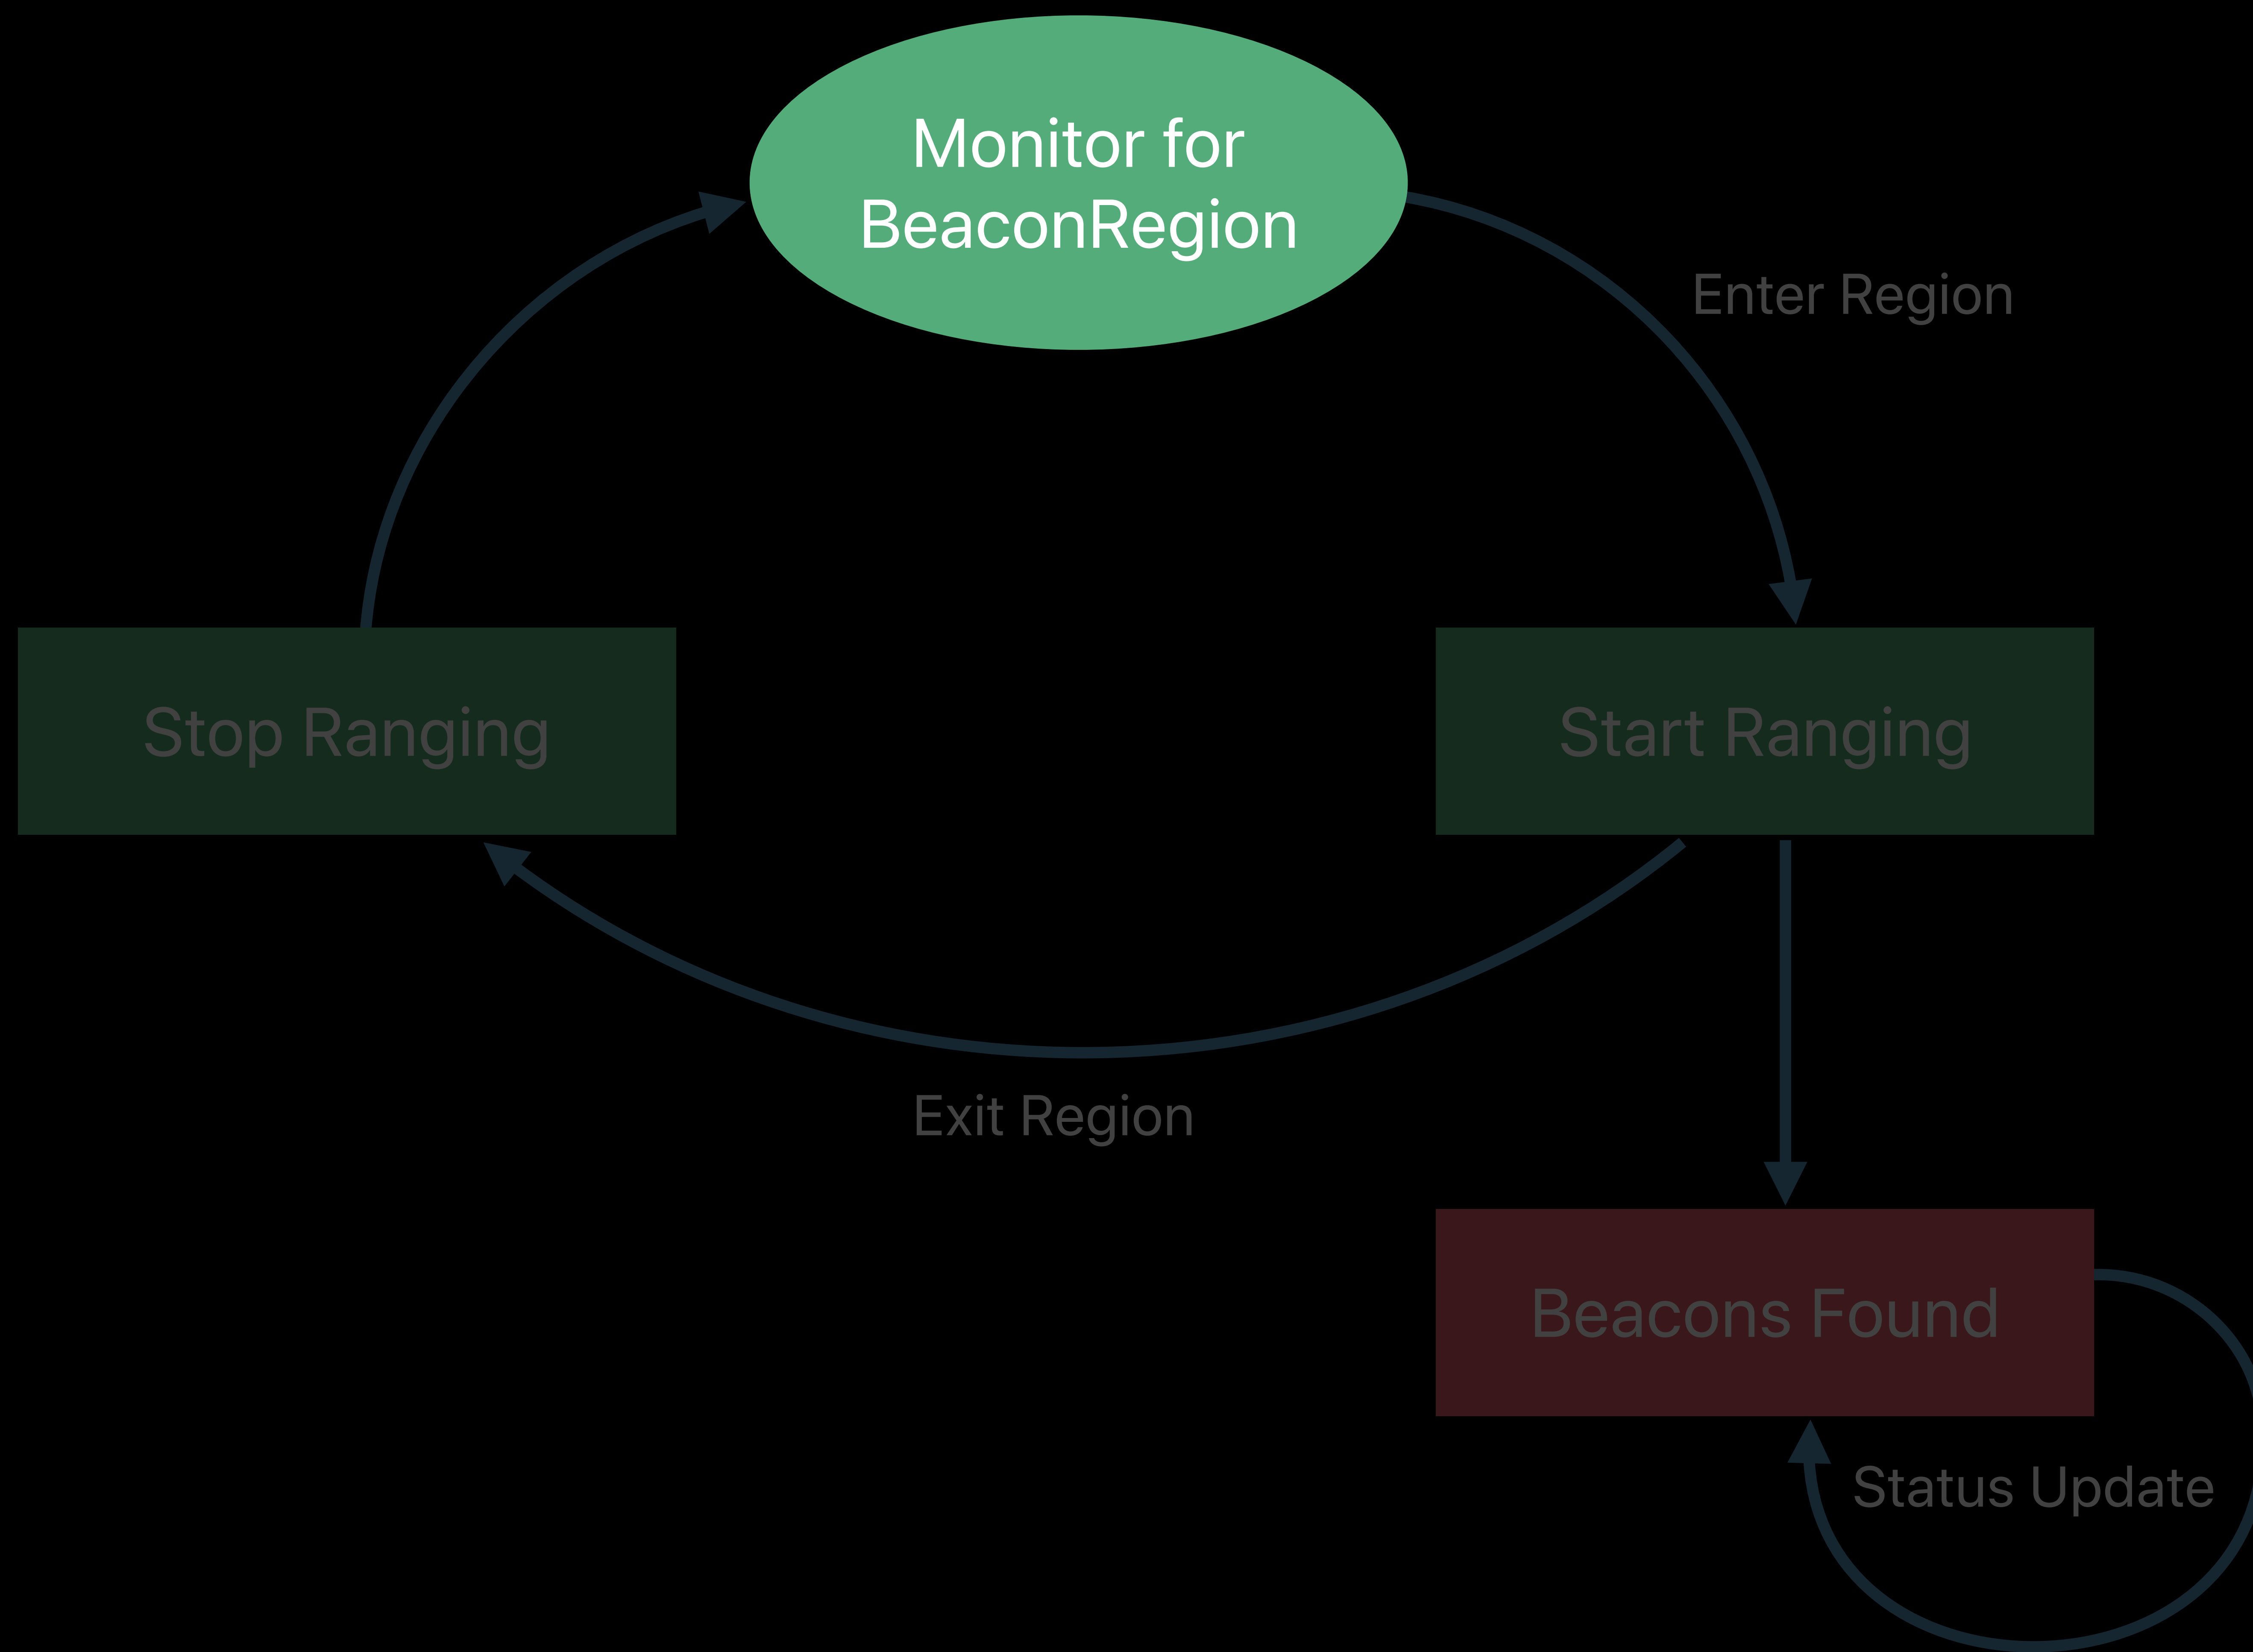 Monitor for
BeaconRegion
Enter Region
Stop Ranging
Start Ranging
Exit Region
Beacons Found
Status Update